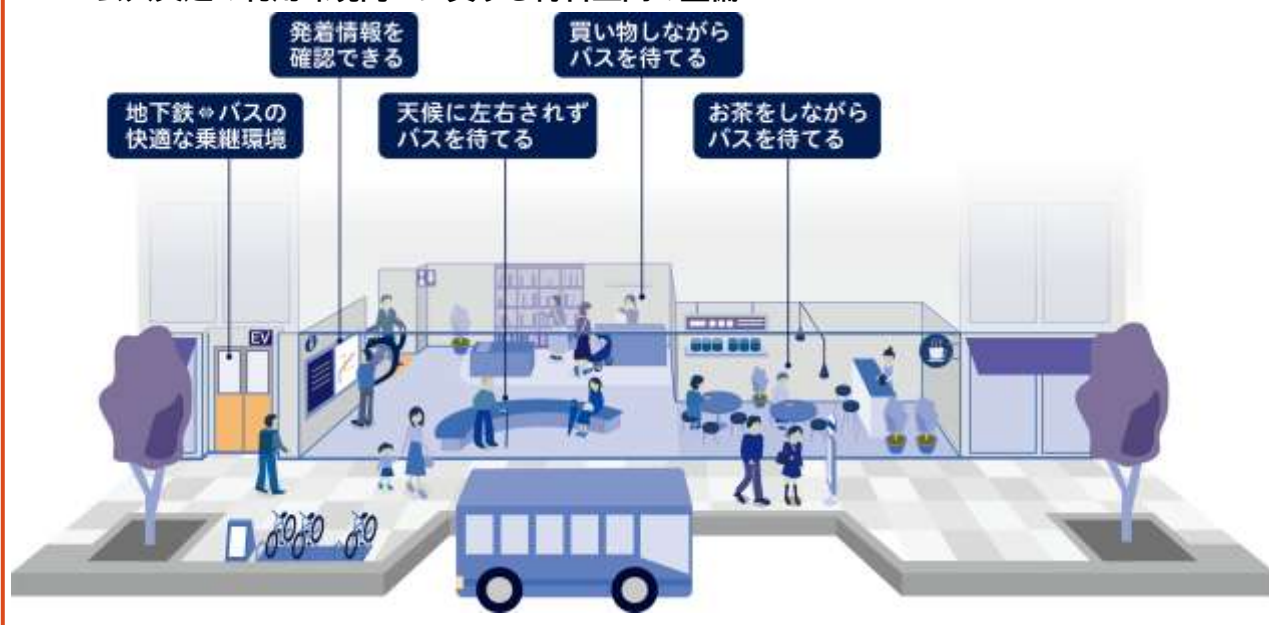 発着情報を
確認できる
買い物しながら
バスを待てる
地下鉄⇔バスの
快適な乗継環境
天候に左右されず
バスを待てる
お茶をしながら
バスを待てる
EV